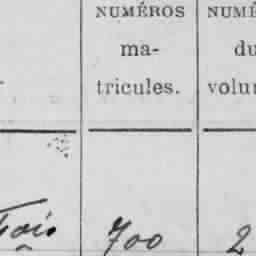 NUMÉROS NUMÉ
ma- du
tricules. volum
700 2